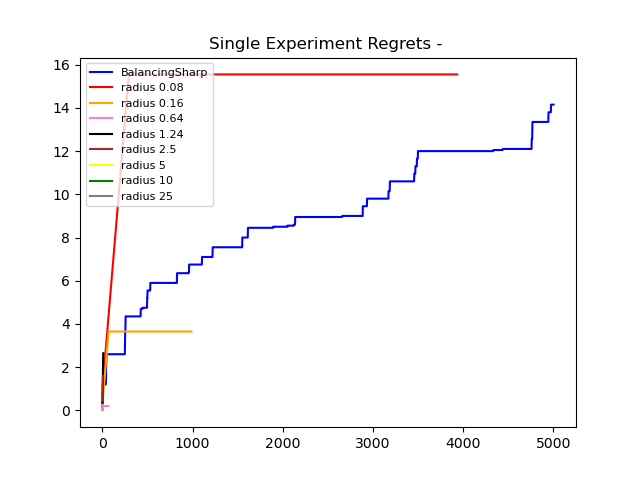 Single Experiment Regrets -
16
14
12
10
8
6
4
2
0
BalancingSharp
radius 0.08
radius 0.16
radius 0.64
radius 1.24
radius 2.5
radius 5
radius 10
radius 25
0 1000 2000 3000 4000 5000